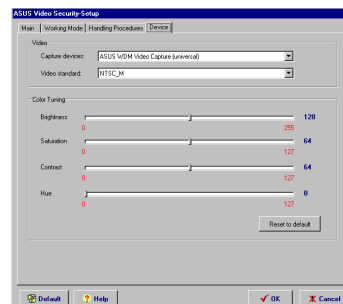 ASUS Video Security-Setup
Main Working Mode Handling Procedures Device
Video
Capture devices: ASUS WDM Video Capture (universal)
Video standard: NTSC_M
Color Tuning
Brightness 128
0 255
Saturation 64
0 127
Contrast 64
0 127
Hue 0
0 127
Reset to default
Default ? Help OK Cancel